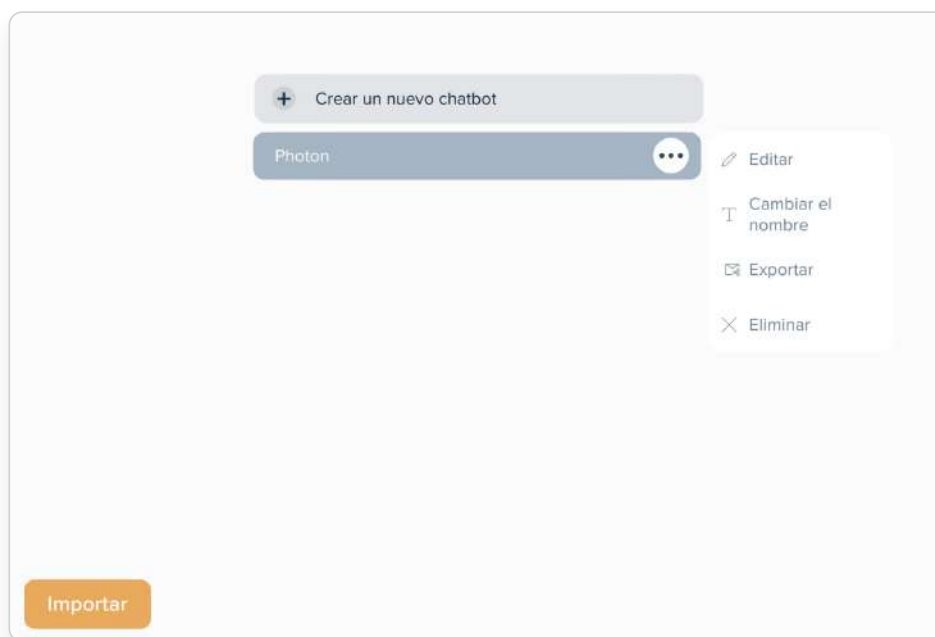 Crear un nuevo chatbot
Photon
Editar
Cambiar el
nombre
Exportar
Eliminar
Importar